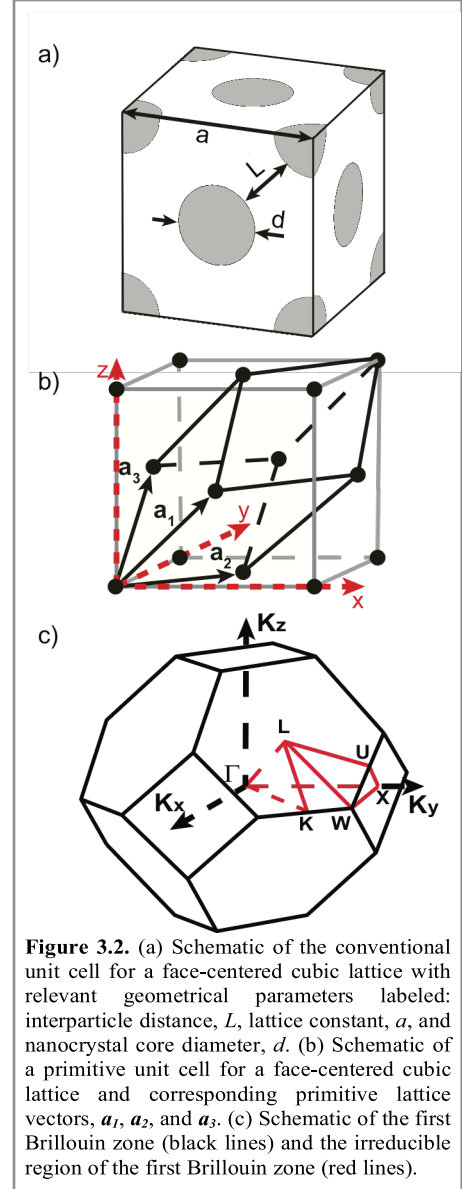 a)
a
L
d
b)
z
a3
a1
y
a2
x
c)
Kz
L
U
Γ
X
Kx
Ky
K
W
Figure 3.2. (a) Schematic of the conventional
unit cell for a face-centered cubic lattice with
relevant geometrical parameters labeled:
interparticle distance, L, lattice constant, a, and
nanocrystal core diameter, d. (b) Schematic of
a primitive unit cell for a face-centered cubic
lattice and corresponding primitive lattice
vectors, a1, a2, and a3. (c) Schematic of the first
Brillouin zone (black lines) and the irreducible
region of the first Brillouin zone (red lines).